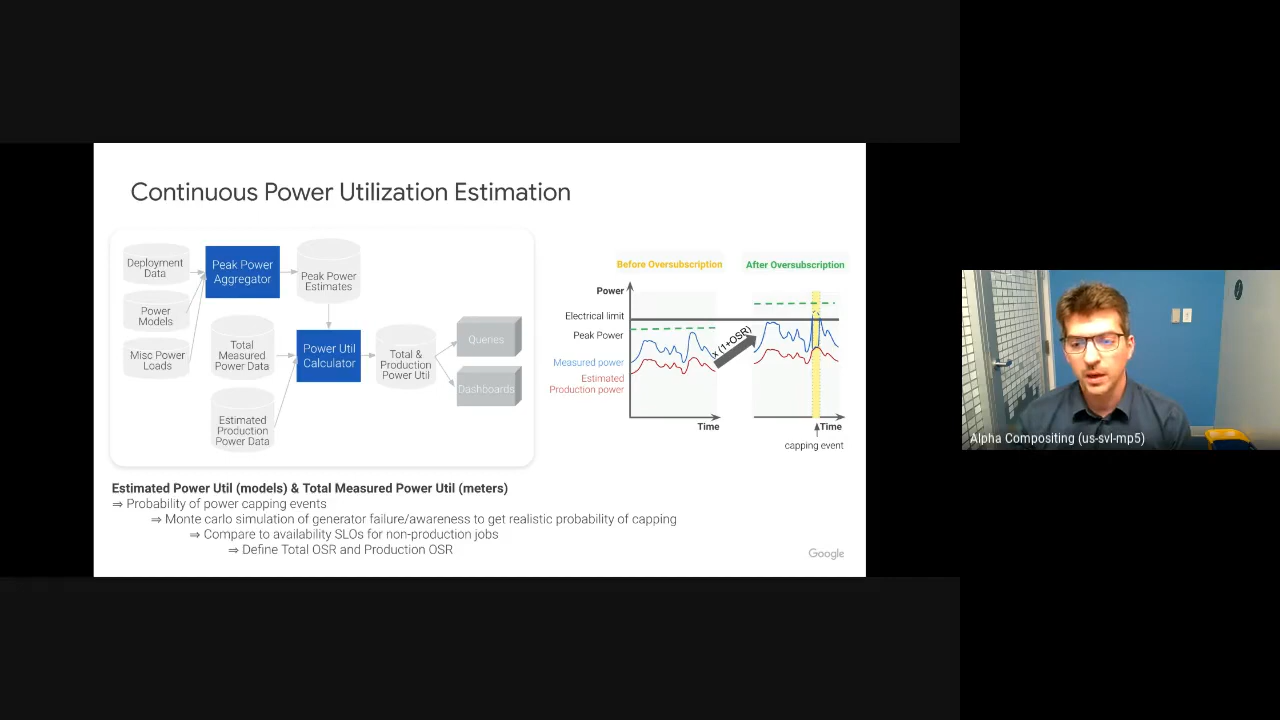 Continuous Power Utilization Estimation
Deployment
Data
Power
Models
Misc Power
Loads
Peak Power
Aggregator
Peak Power
Estimates
Total
Measured
Power Data
Estimated
Production
Power Data
Power Util
Calculator
Total &
Production
Power Util
Queries
Dashboards
Before Oversubscription
After Oversubscription
Power
Electrical limit
Peak Power
Measured power
Estimated
Production power
x (1+OSR)
Time
Time
capping event
Estimated Power Util (models) & Total Measured Power Util (meters)
⇒ Probability of power capping events
⇒ Monte carlo simulation of generator failure/awareness to get realistic probability of capping
⇒ Compare to availability SLOs for non-production jobs
⇒ Define Total OSR and Production OSR
Google
Alpha Compositing (us-svl-mp5)